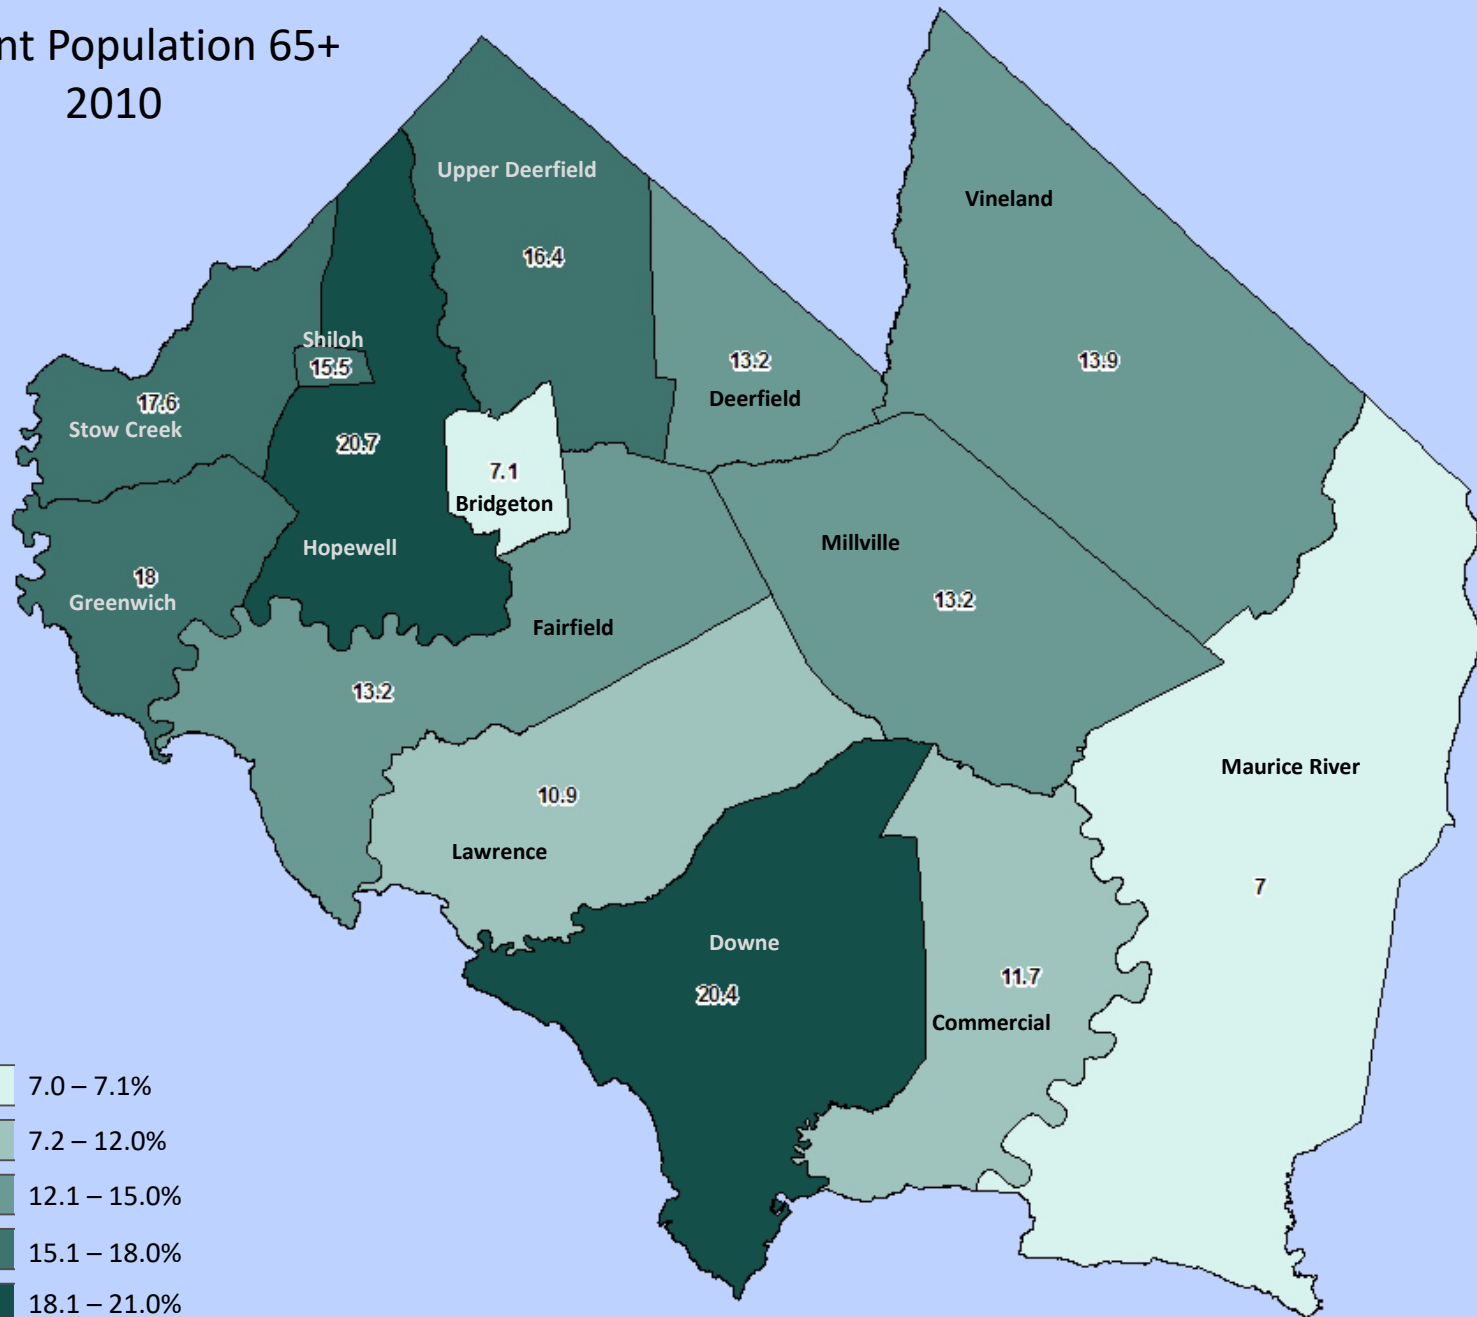 nt Population 65+
2010
Upper Deerfield
16.4
Vineland
13.9
Shiloh
15.5
13.2
Deerfield
17.6
Stow Creek
20.7
Hopewell
7.1
Bridgeton
18
Greenwich
Millville
13.2
Fairfield
13.2
Maurice River
7
10.9
Lawrence
Downe
20.4
11.7
Commercial
7.0 – 7.1%
7.2 – 12.0%
12.1 – 15.0%
15.1 – 18.0%
18.1 – 21.0%